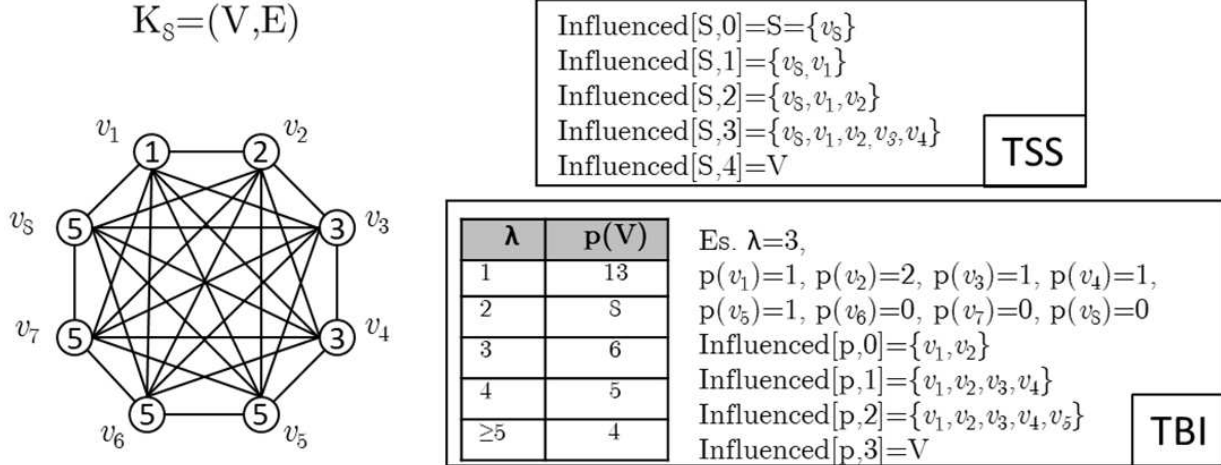 K₈=(V,E)
v₁
v₂
1
2
v₈
5
3
v₃
v₇
5
3
v₄
5
5
v₆
v₅
Influenced[S,0]=S={v₈}
Influenced[S,1]={v₈,v₁}
Influenced[S,2]={v₈,v₁,v₂}
Influenced[S,3]={v₈,v₁,v₂,v₃,v₄}
Influenced[S,4]=V
TSS
λ p(V)
1 13
2 8
3 6
4 5
≥5 4
Es. λ=3,
p(v₁)=1, p(v₂)=2, p(v₃)=1, p(v₄)=1,
p(v₅)=1, p(v₆)=0, p(v₇)=0, p(v₈)=0
Influenced[p,0]={v₁,v₂}
Influenced[p,1]={v₁,v₂,v₃,v₄}
Influenced[p,2]={v₁,v₂,v₃,v₄,v₅}
Influenced[p,3]=V
TBI